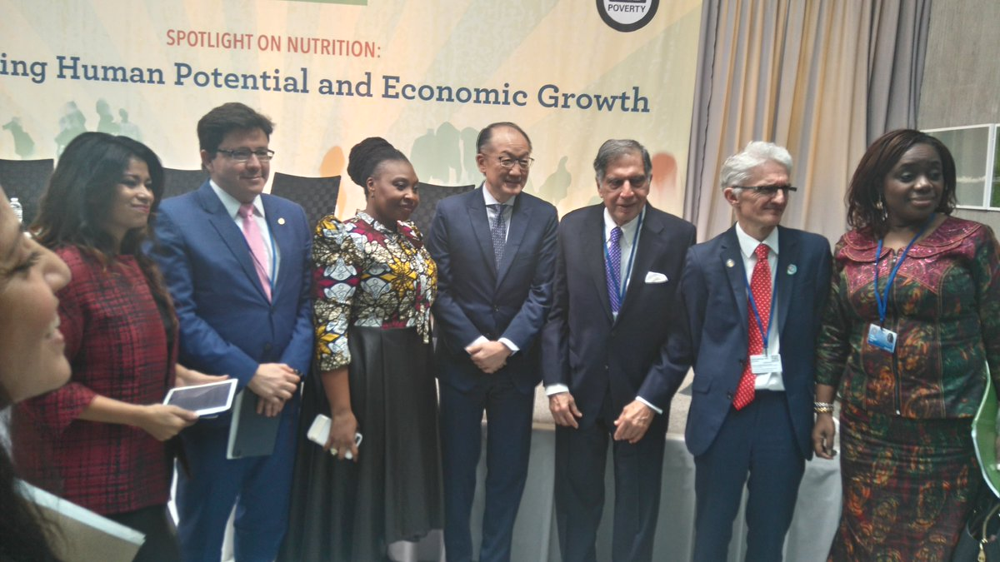 POVERTY
SPOTLIGHT ON NUTRITION:
ing Human Potential and Economic Growth